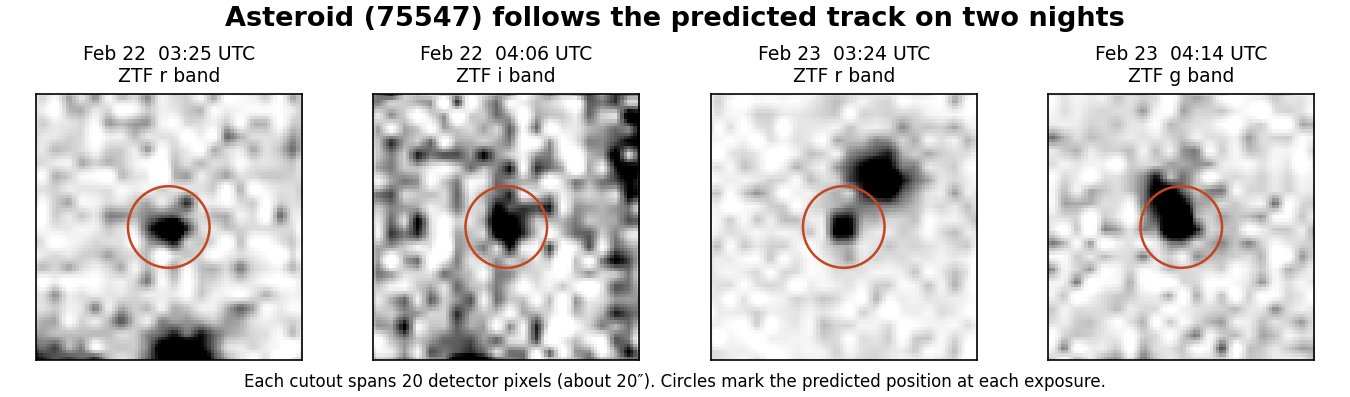 Asteroid (75547) follows the predicted track on two nights
Feb 22  03:25 UTC
ZTF r band
Feb 22  04:06 UTC
ZTF i band
Feb 23  03:24 UTC
ZTF r band
Feb 23  04:14 UTC
ZTF g band
Each cutout spans 20 detector pixels (about 20″). Circles mark the predicted position at each exposure.